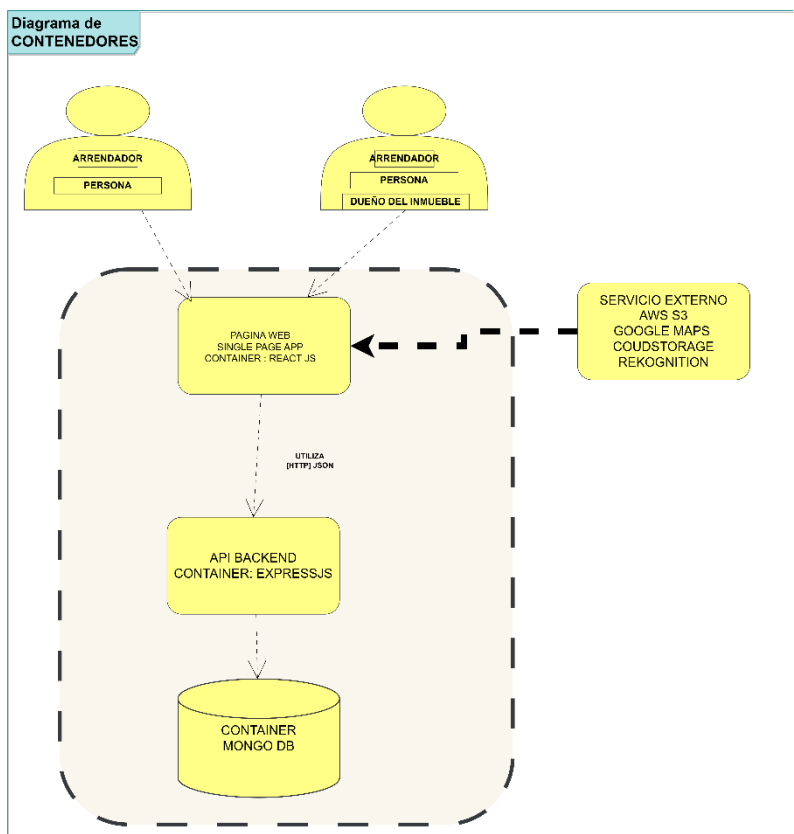 Diagrama de
CONTENEDORES
ARRENDADOR
PERSONA
ARRENDADOR
PERSONA
DUEÑO DEL INMUEBLE
PAGINA WEB
SINGLE PAGE APP
CONTAINER : REACT JS
SERVICIO EXTERNO
AWS S3
GOOGLE MAPS
COUDSTORAGE
REKOGNITION
UTILIZA
[HTTP] JSON
API BACKEND
CONTAINER: EXPRESSJS
CONTAINER
MONGO DB